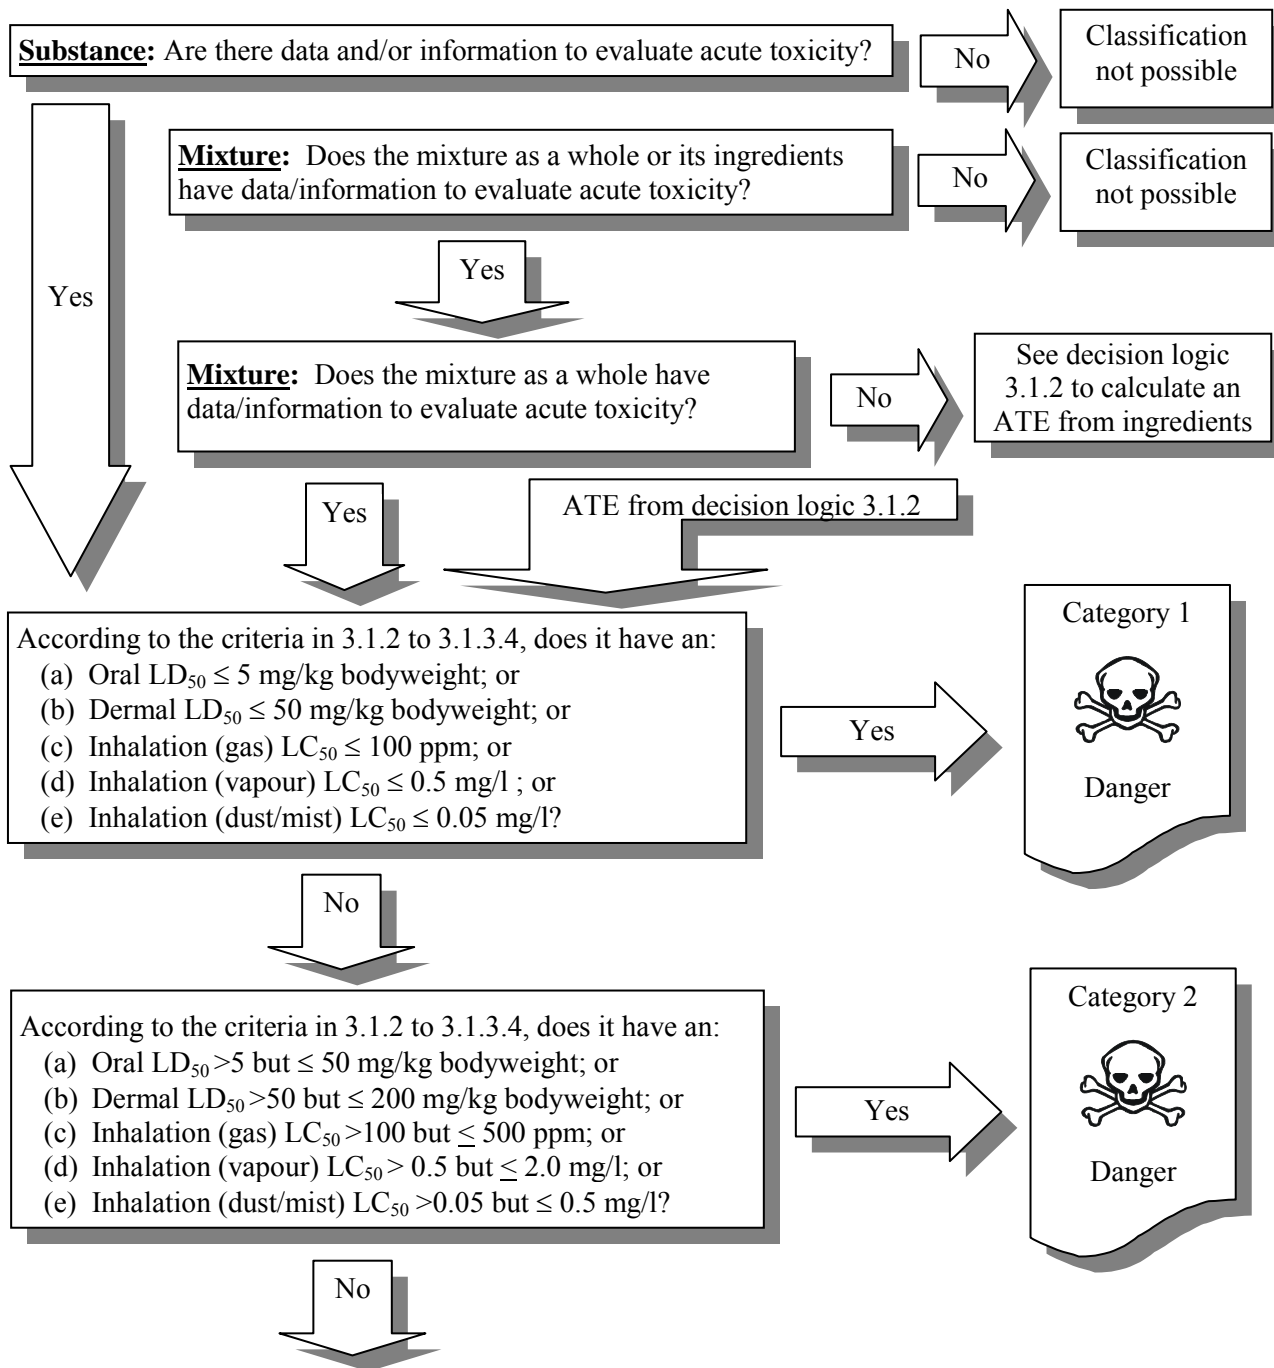 Substance: Are there data and/or information to evaluate acute toxicity?
No
Classification
not possible
Mixture: Does the mixture as a whole or its ingredients
have data/information to evaluate acute toxicity?
No
Classification
not possible
Yes
Yes
Mixture: Does the mixture as a whole have
data/information to evaluate acute toxicity?
No
See decision logic
3.1.2 to calculate an
ATE from ingredients
Yes
ATE from decision logic 3.1.2
According to the criteria in 3.1.2 to 3.1.3.4, does it have an:
(a) Oral LD50 ≤ 5 mg/kg bodyweight; or
(b) Dermal LD50 ≤ 50 mg/kg bodyweight; or
(c) Inhalation (gas) LC50 ≤ 100 ppm; or
(d) Inhalation (vapour) LC50 ≤ 0.5 mg/l ; or
(e) Inhalation (dust/mist) LC50 ≤ 0.05 mg/l?
Yes
Category 1
Danger
No
According to the criteria in 3.1.2 to 3.1.3.4, does it have an:
(a) Oral LD50 >5 but ≤ 50 mg/kg bodyweight; or
(b) Dermal LD50 >50 but ≤ 200 mg/kg bodyweight; or
(c) Inhalation (gas) LC50 >100 but ≤ 500 ppm; or
(d) Inhalation (vapour) LC50 > 0.5 but ≤ 2.0 mg/l; or
(e) Inhalation (dust/mist) LC50 >0.05 but ≤ 0.5 mg/l?
Yes
Category 2
Danger
No